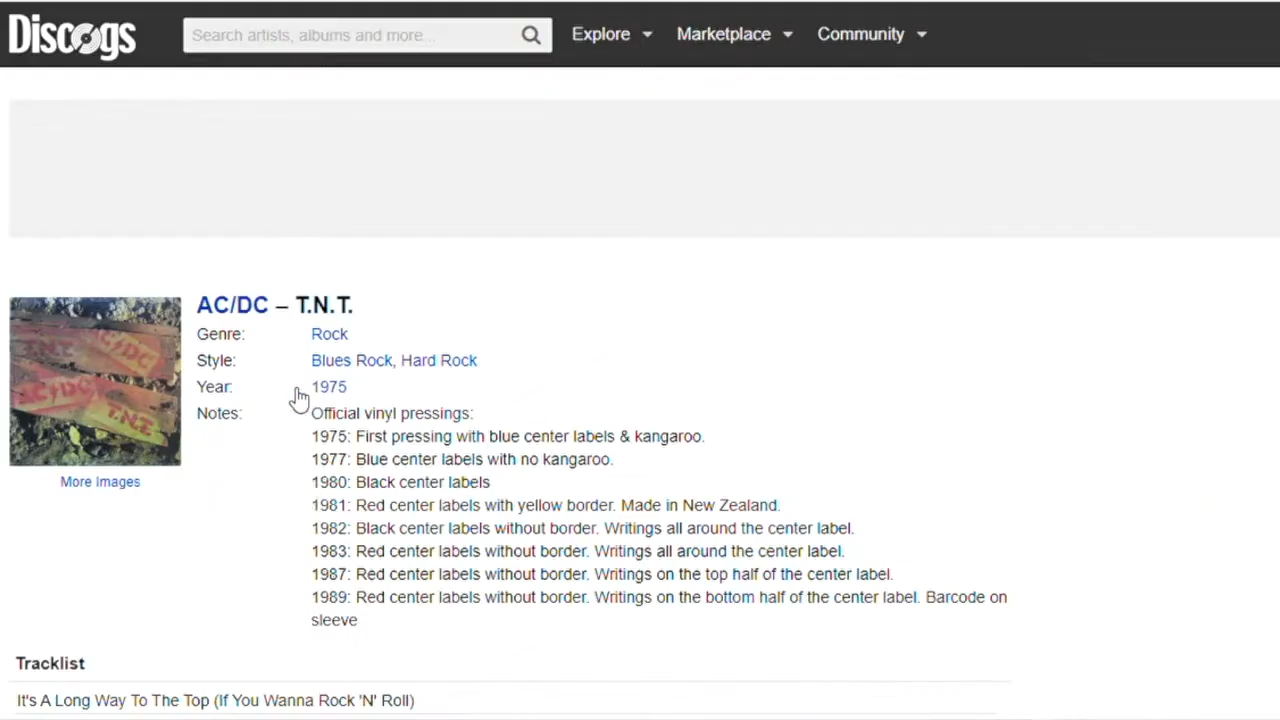 Discogs
Search artists, albums and more...
Explore
Marketplace
Community
AC/DC – T.N.T.
Genre: Rock
Style: Blues Rock, Hard Rock
Year: 1975
Notes: Official vinyl pressings:
1975: First pressing with blue center labels & kangaroo.
1977: Blue center labels with no kangaroo.
1980: Black center labels
1981: Red center labels with yellow border. Made in New Zealand.
1982: Black center labels without border. Writings all around the center label.
1983: Red center labels without border. Writings all around the center label.
1987: Red center labels without border. Writings on the top half of the center label.
1989: Red center labels without border. Writings on the bottom half of the center label. Barcode on
sleeve
T.N.T
AC/DC
AC/DC
T.N.T
More Images
Tracklist
It's A Long Way To The Top (If You Wanna Rock 'N' Roll)